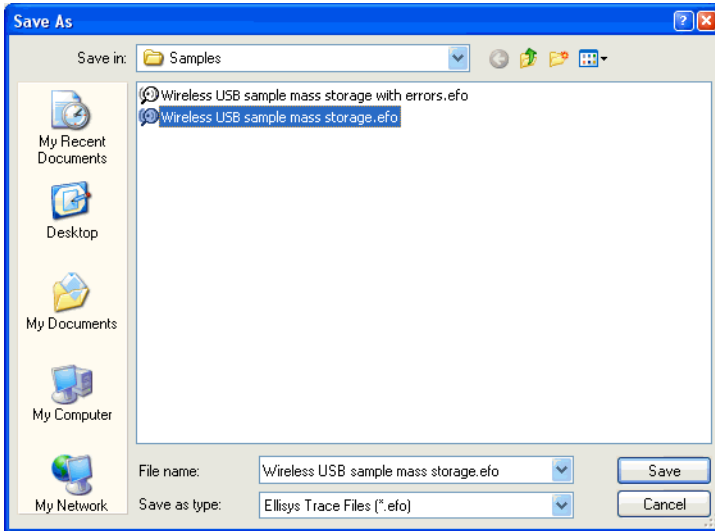 Save As
Save in: Samples
Wireless USB sample mass storage with errors.efo
Wireless USB sample mass storage.efo
My Recent
Documents
Desktop
My Documents
My Computer
My Network
File name: Wireless USB sample mass storage.efo Save
Save as type: Ellisys Trace Files (*.efo) Cancel